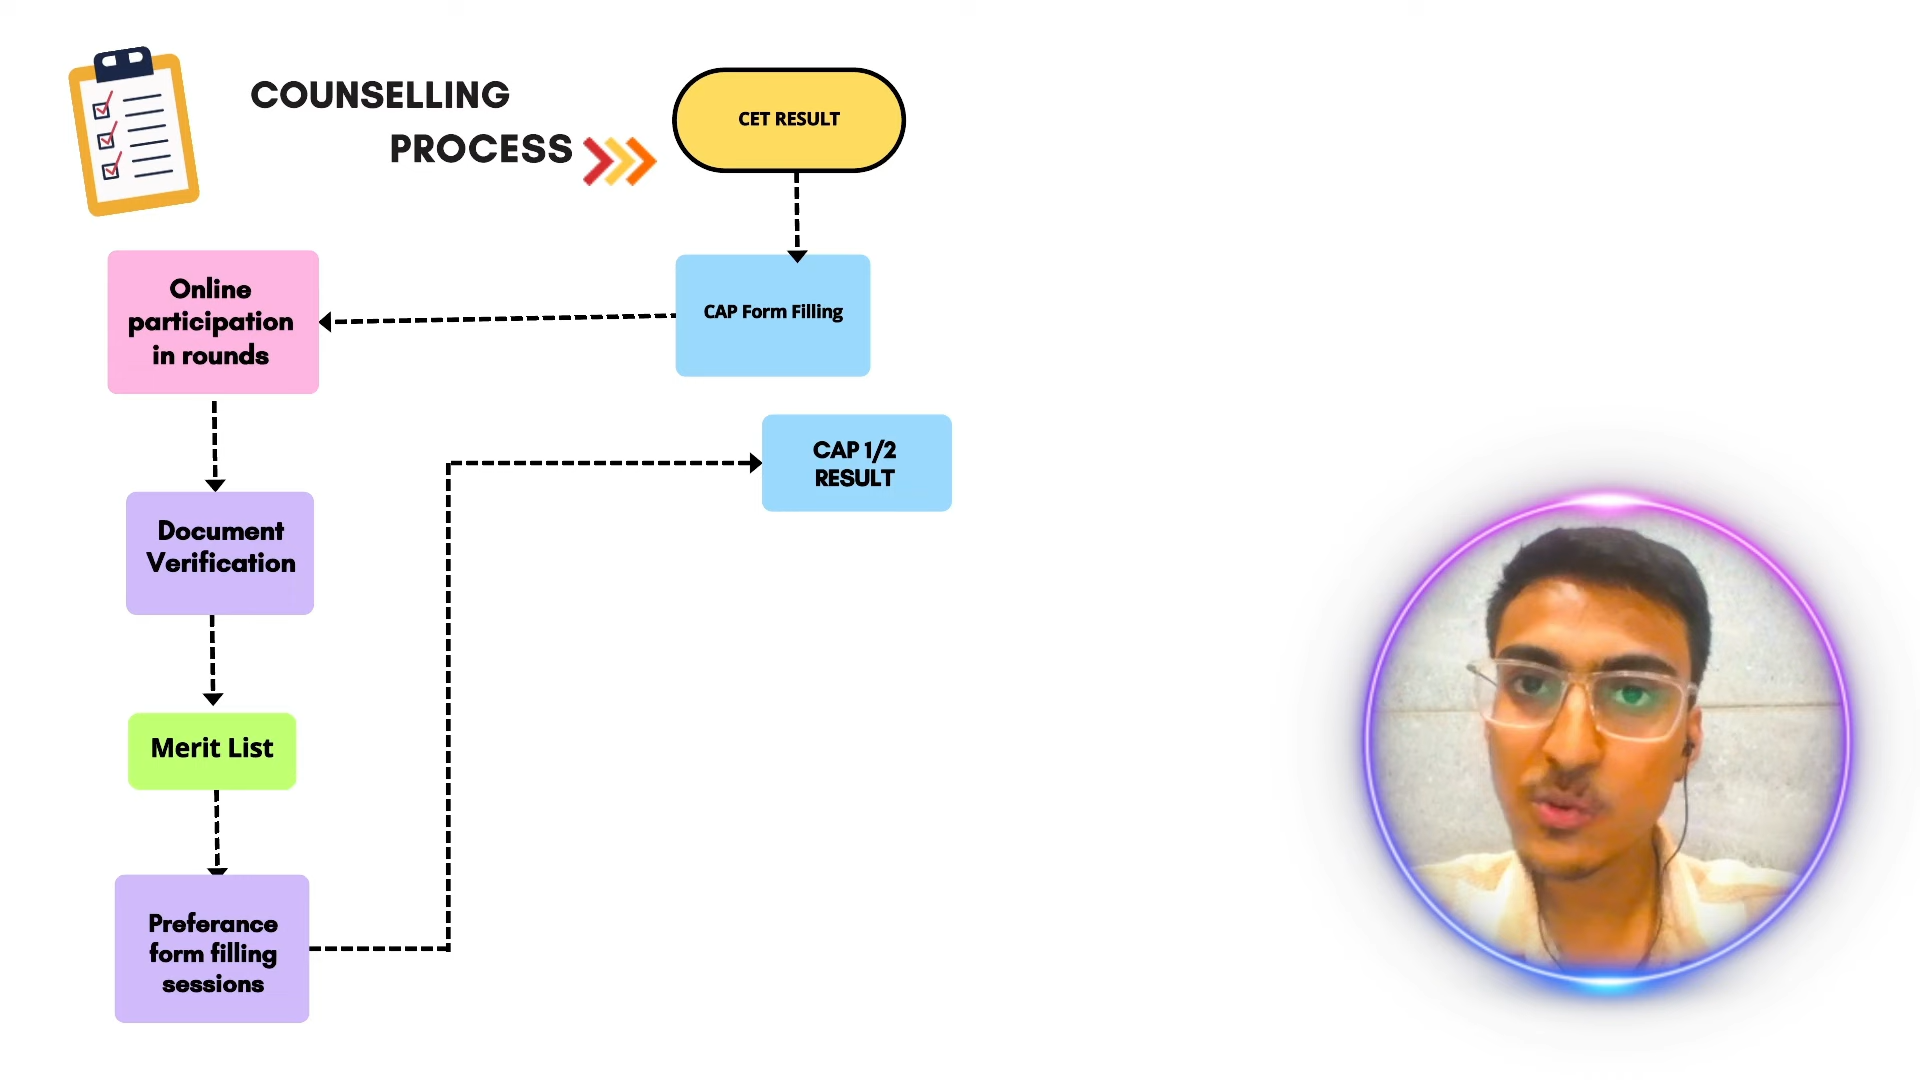 COUNSELLING
PROCESS
CET RESULT
CAP Form Filling
Online
participation
in rounds
Document
Verification
Merit List
Preferance
form filling
sessions
CAP 1/2
RESULT